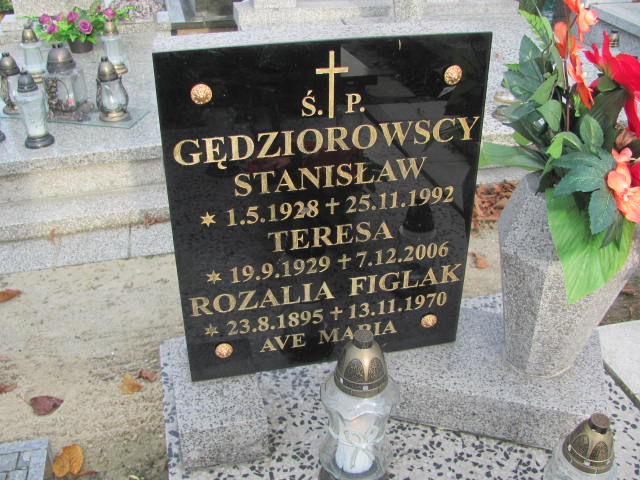 Ś. P.
GĘDZIOROWSCY
STANISŁAW
1.5.1928 + 25.11.1992
TERESA
19.9.1929 + 7.12.2006
ROZALIA FIGLAK
23.8.1895 + 13.11.1970
AVE MARIA